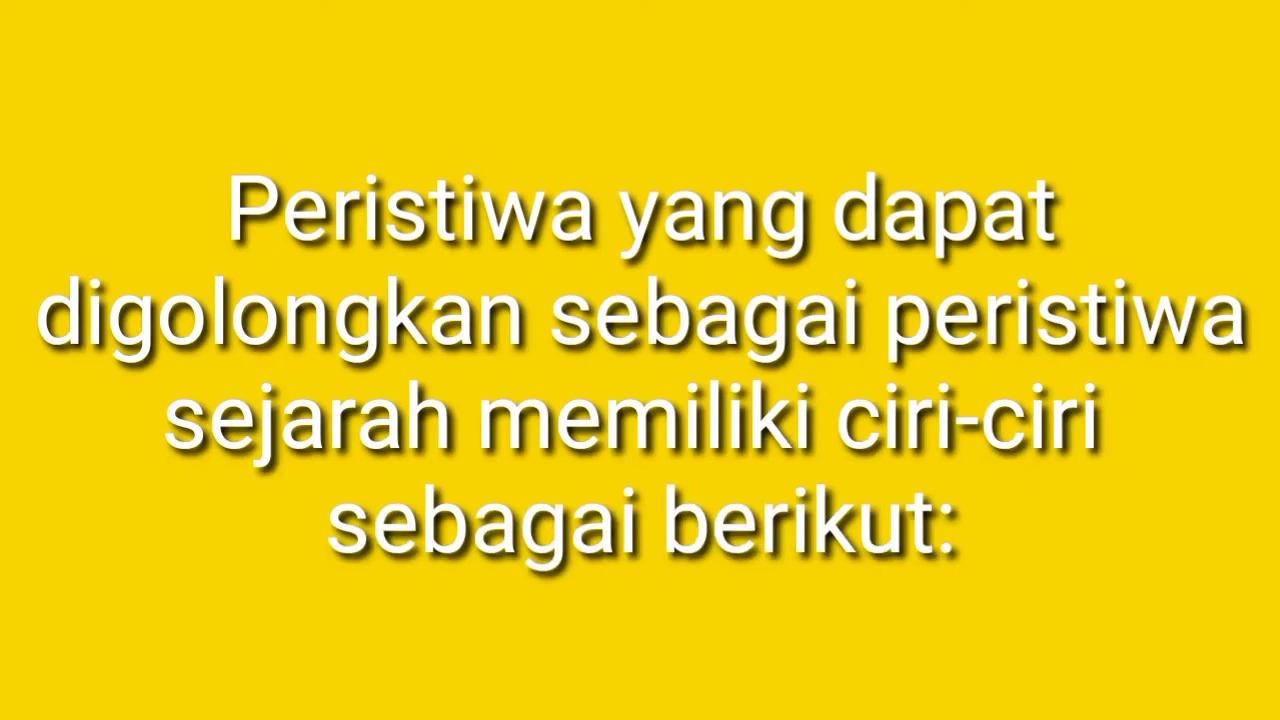 Peristiwa yang dapat
digolongkan sebagai peristiwa
sejarah memiliki ciri-ciri
sebagai berikut: